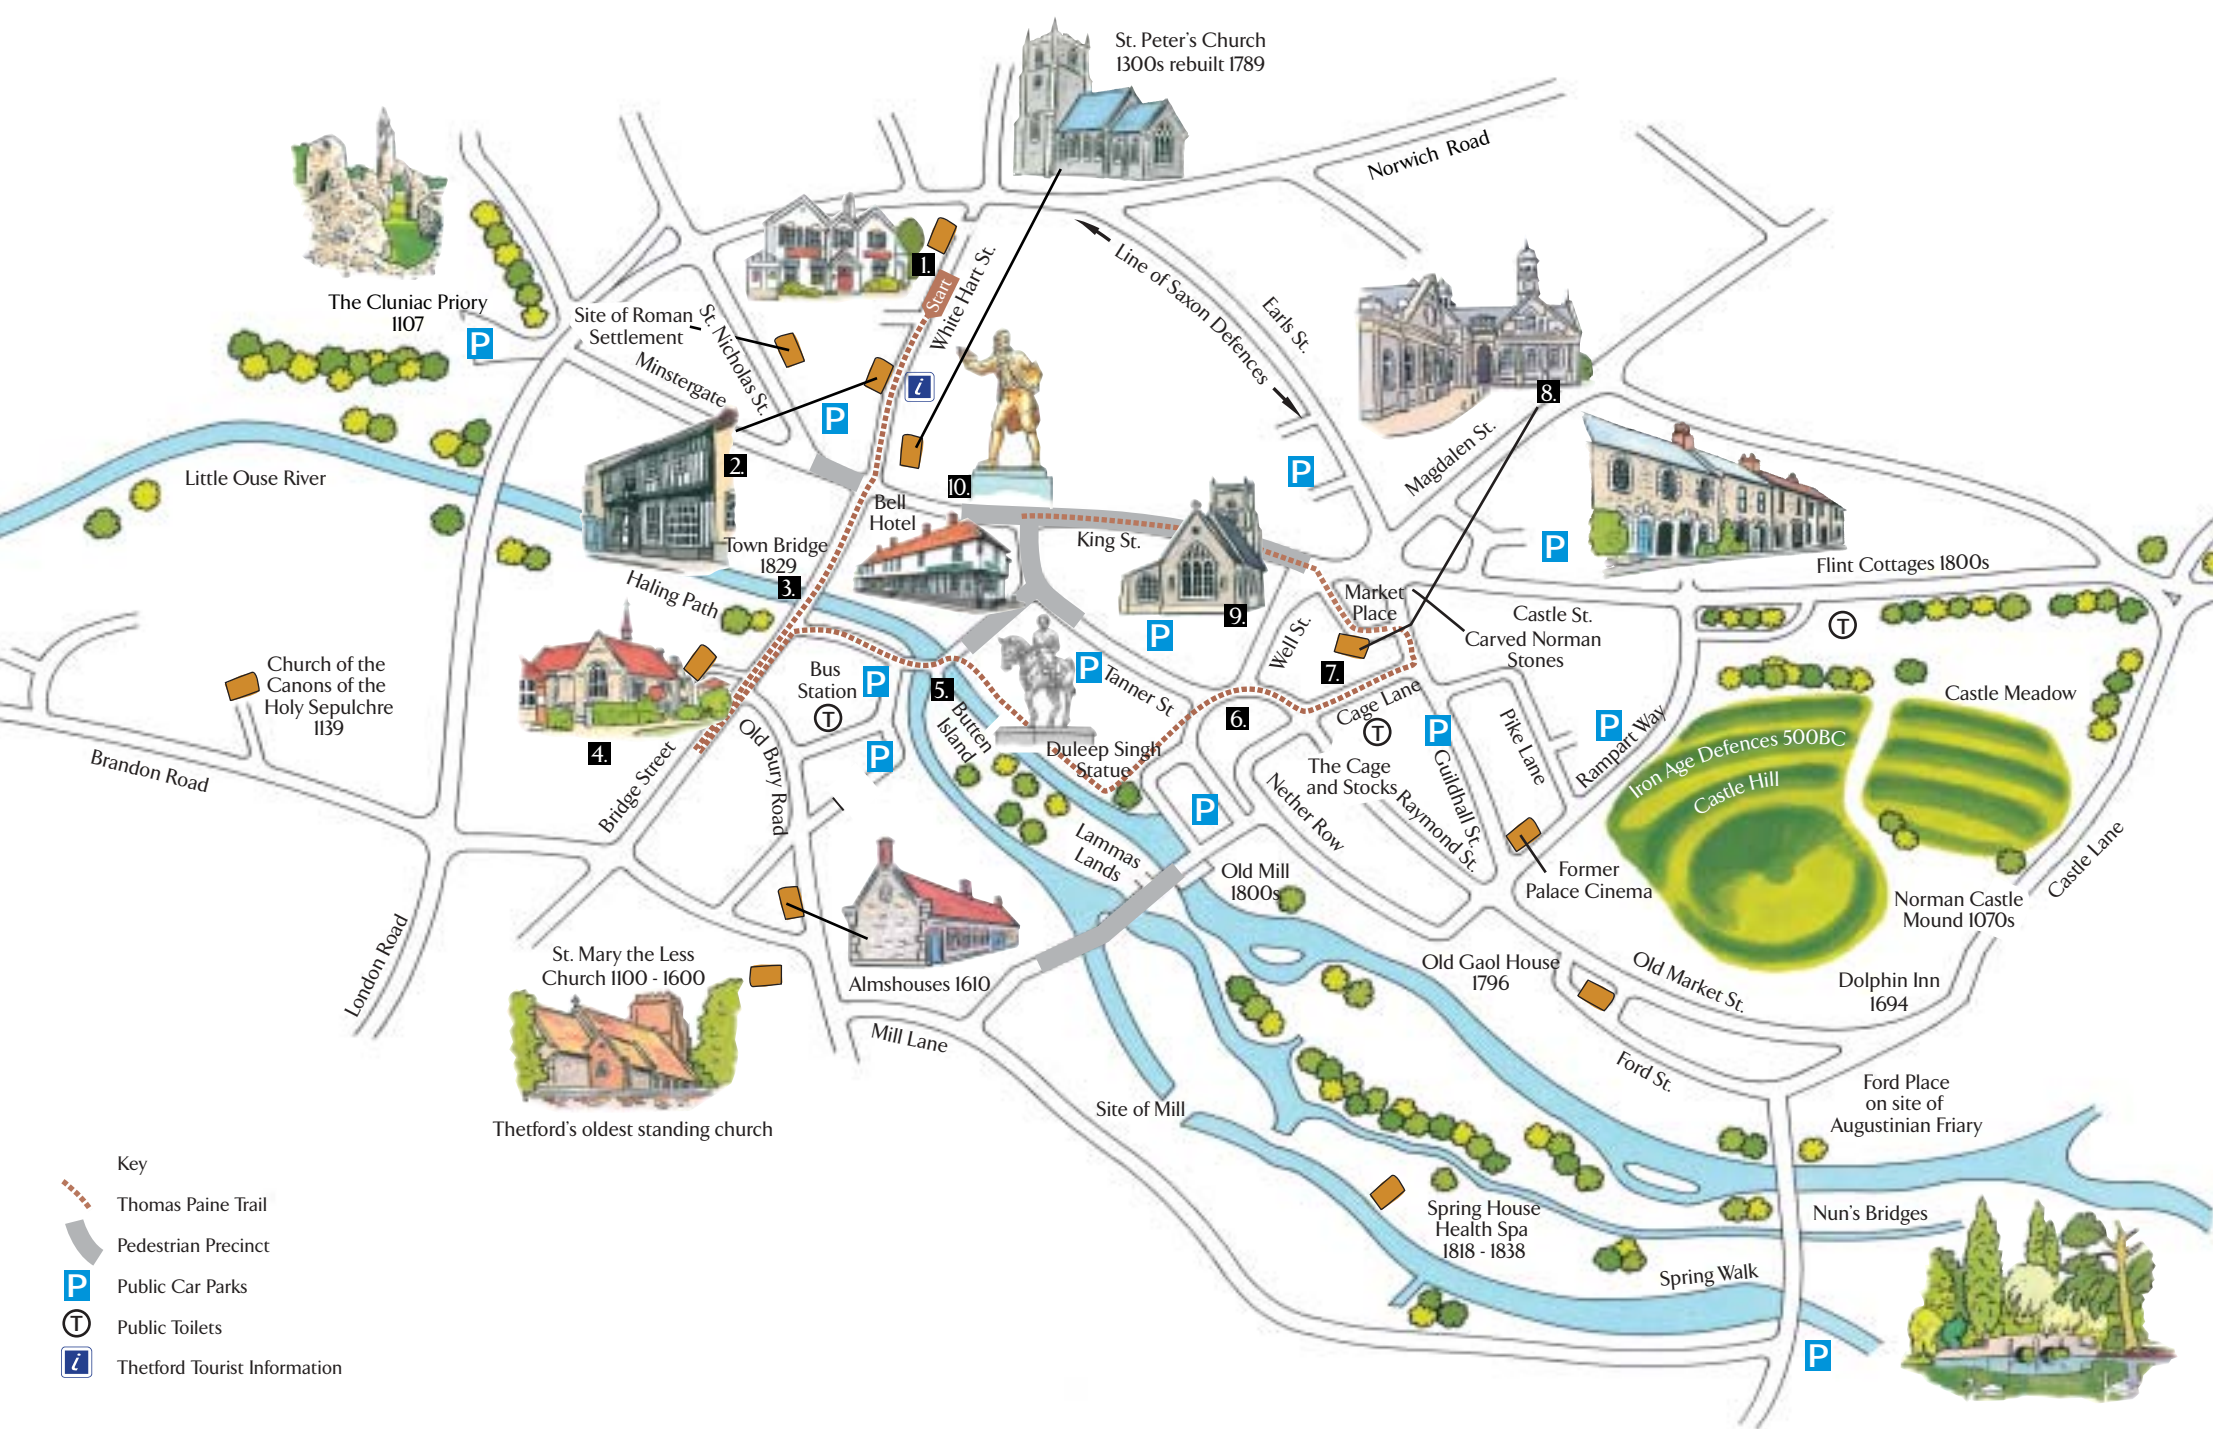 St. Peter's Church
1300s rebuilt 1789
Norwich Road
The Cluniac Priory
1107
P
Site of Roman
Settlement
St. Nicholas St.
Minstergate
1.
Start
White Hart St.
i
P
2.
Line of Saxon Defences
Earls St.
P
8.
Magdalen St.
Little Ouse River
10.
Bell
Hotel
King St.
Town Bridge
1829
3.
Haling Path
9.
P
P
Flint Cottages 1800s
T
Market
Place
Castle St.
Carved Norman
Stones
Well St.
7.
Church of the
Canons of the
Holy Sepulchre
1139
Brandon Road
4.
Bridge Street
Bus
Station
T
P
P
Old Bury Road
5.
Butten
Island
P
Tanner St
Duleep Singh
Statue
6.
Cage Lane
T
P
The Cage
and Stocks
Nether Row
Raymond St.
Guildhall St.
Pike Lane
P
Rampart Way
Castle Meadow
Iron Age Defences 500BC
Castle Hill
Castle Lane
P
Lammas
Lands
Old Mill
1800s
Former
Palace Cinema
Norman Castle
Mound 1070s
London Road
St. Mary the Less
Church 1100 - 1600
Thetford's oldest standing church
Almshouses 1610
Mill Lane
Old Gaol House
1796
Old Market St.
Dolphin Inn
1694
Ford St.
Ford Place
on site of
Augustinian Friary
Site of Mill
Spring House
Health Spa
1818 - 1838
Nun's Bridges
Spring Walk
P
Key
Thomas Paine Trail
Pedestrian Precinct
P Public Car Parks
T Public Toilets
i Thetford Tourist Information